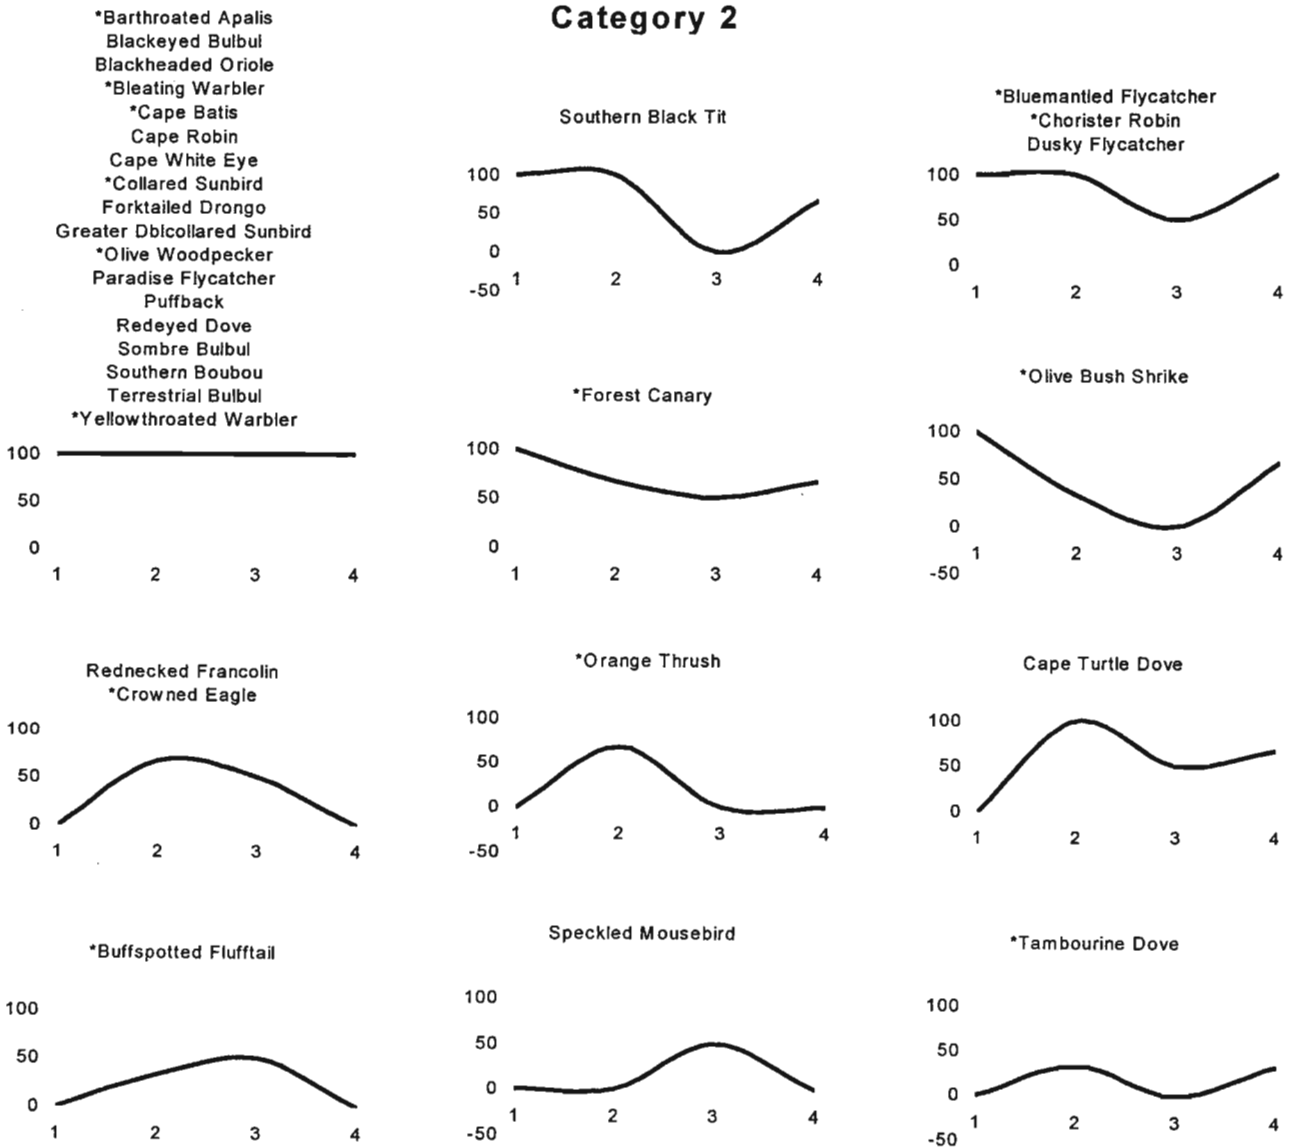 Category 2
*Barthroated Apalis
Blackeyed Bulbul
Blackheaded Oriole
*Bleating Warbler
*Cape Batis
Cape Robin
Cape White Eye
*Collared Sunbird
Forktailed Drongo
Greater Dblcollared Sunbird
*Olive Woodpecker
Paradise Flycatcher
Puffback
Redeyed Dove
Sombre Bulbul
Southern Boubou
Terrestrial Bulbul
*Yellowthroated Warbler
100
50
0
1 2 3 4
Southern Black Tit
100
50
0
-50
1 2 3 4
*Bluemantled Flycatcher
*Chorister Robin
Dusky Flycatcher
100
50
0
1 2 3 4
*Forest Canary
100
50
0
1 2 3 4
*Olive Bush Shrike
100
50
0
-50
1 2 3 4
Rednecked Francolin
*Crowned Eagle
100
50
0
1 2 3 4
*Orange Thrush
100
50
0
-50
1 2 3 4
Cape Turtle Dove
100
50
0
1 2 3 4
*Buffspotted Flufftail
100
50
0
1 2 3 4
Speckled Mousebird
100
50
0
-50
1 2 3 4
*Tambourine Dove
100
50
0
-50
1 2 3 4